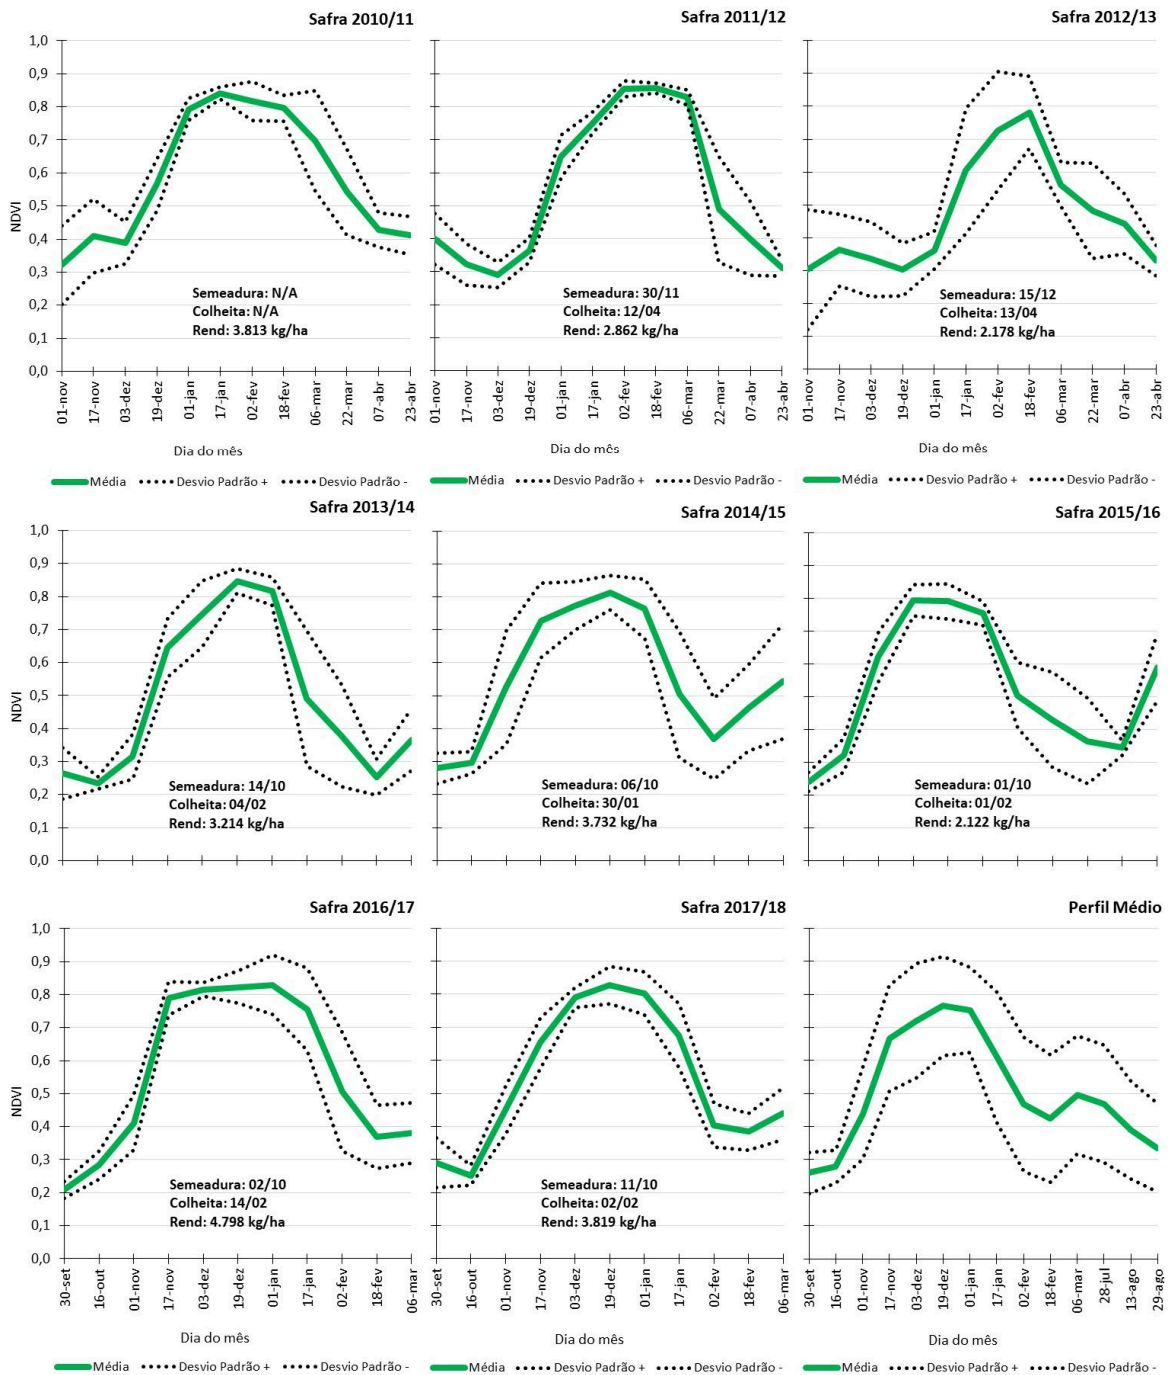 Safra 2010/11
Safra 2011/12
Safra 2012/13
1,0
0,9
0,8
0,7
0,6
0,5
0,4
0,3
0,2
0,1
0,0
NDVI
Semeadura: N/A
Colheita: N/A
Rend: 3.813 kg/ha
Semeadura: 30/11
Colheita: 12/04
Rend: 2.862 kg/ha
Semeadura: 15/12
Colheita: 13/04
Rend: 2.178 kg/ha
01-nov 17-nov 03-dez 19-dez 01-jan 17-jan 02-fev 18-fev 06-mar 22-mar 07-abr 23-abr
01-nov 17-nov 03-dez 19-dez 01-jan 17-jan 02-fev 18-fev 06-mar 22-mar 07-abr 23-abr
01-nov 17-nov 03-dez 19-dez 01-jan 17-jan 02-fev 18-fev 06-mar 22-mar 07-abr 23-abr
Dia do mês
Dia do mês
Dia do mês
Média Desvio Padrão + Desvio Padrão -
Média Desvio Padrão + Desvio Padrão -
Média Desvio Padrão + Desvio Padrão -
Safra 2013/14
Safra 2014/15
Safra 2015/16
1,0
0,9
0,8
0,7
0,6
0,5
0,4
0,3
0,2
0,1
0,0
NDVI
Semeadura: 14/10
Colheita: 04/02
Rend: 3.214 kg/ha
Semeadura: 06/10
Colheita: 30/01
Rend: 3.732 kg/ha
Semeadura: 01/10
Colheita: 01/02
Rend: 2.122 kg/ha
Safra 2016/17
Safra 2017/18
Perfil Médio
1,0
0,9
0,8
0,7
0,6
0,5
0,4
0,3
0,2
0,1
0,0
NDVI
Semeadura: 02/10
Colheita: 14/02
Rend: 4.798 kg/ha
Semeadura: 11/10
Colheita: 02/02
Rend: 3.819 kg/ha
30-set 16-out 01-nov 17-nov 03-dez 19-dez 01-jan 17-jan 02-fev 18-fev 06-mar
30-set 16-out 01-nov 17-nov 03-dez 19-dez 01-jan 17-jan 02-fev 18-fev 06-mar
30-set 16-out 01-nov 17-nov 03-dez 19-dez 01-jan 17-jan 02-fev 18-fev 06-mar 28-jul 13-ago 29-ago
Dia do mês
Dia do mês
Dia do mês
Média Desvio Padrão + Desvio Padrão -
Média Desvio Padrão + Desvio Padrão -
Média Desvio Padrão + Desvio Padrão -